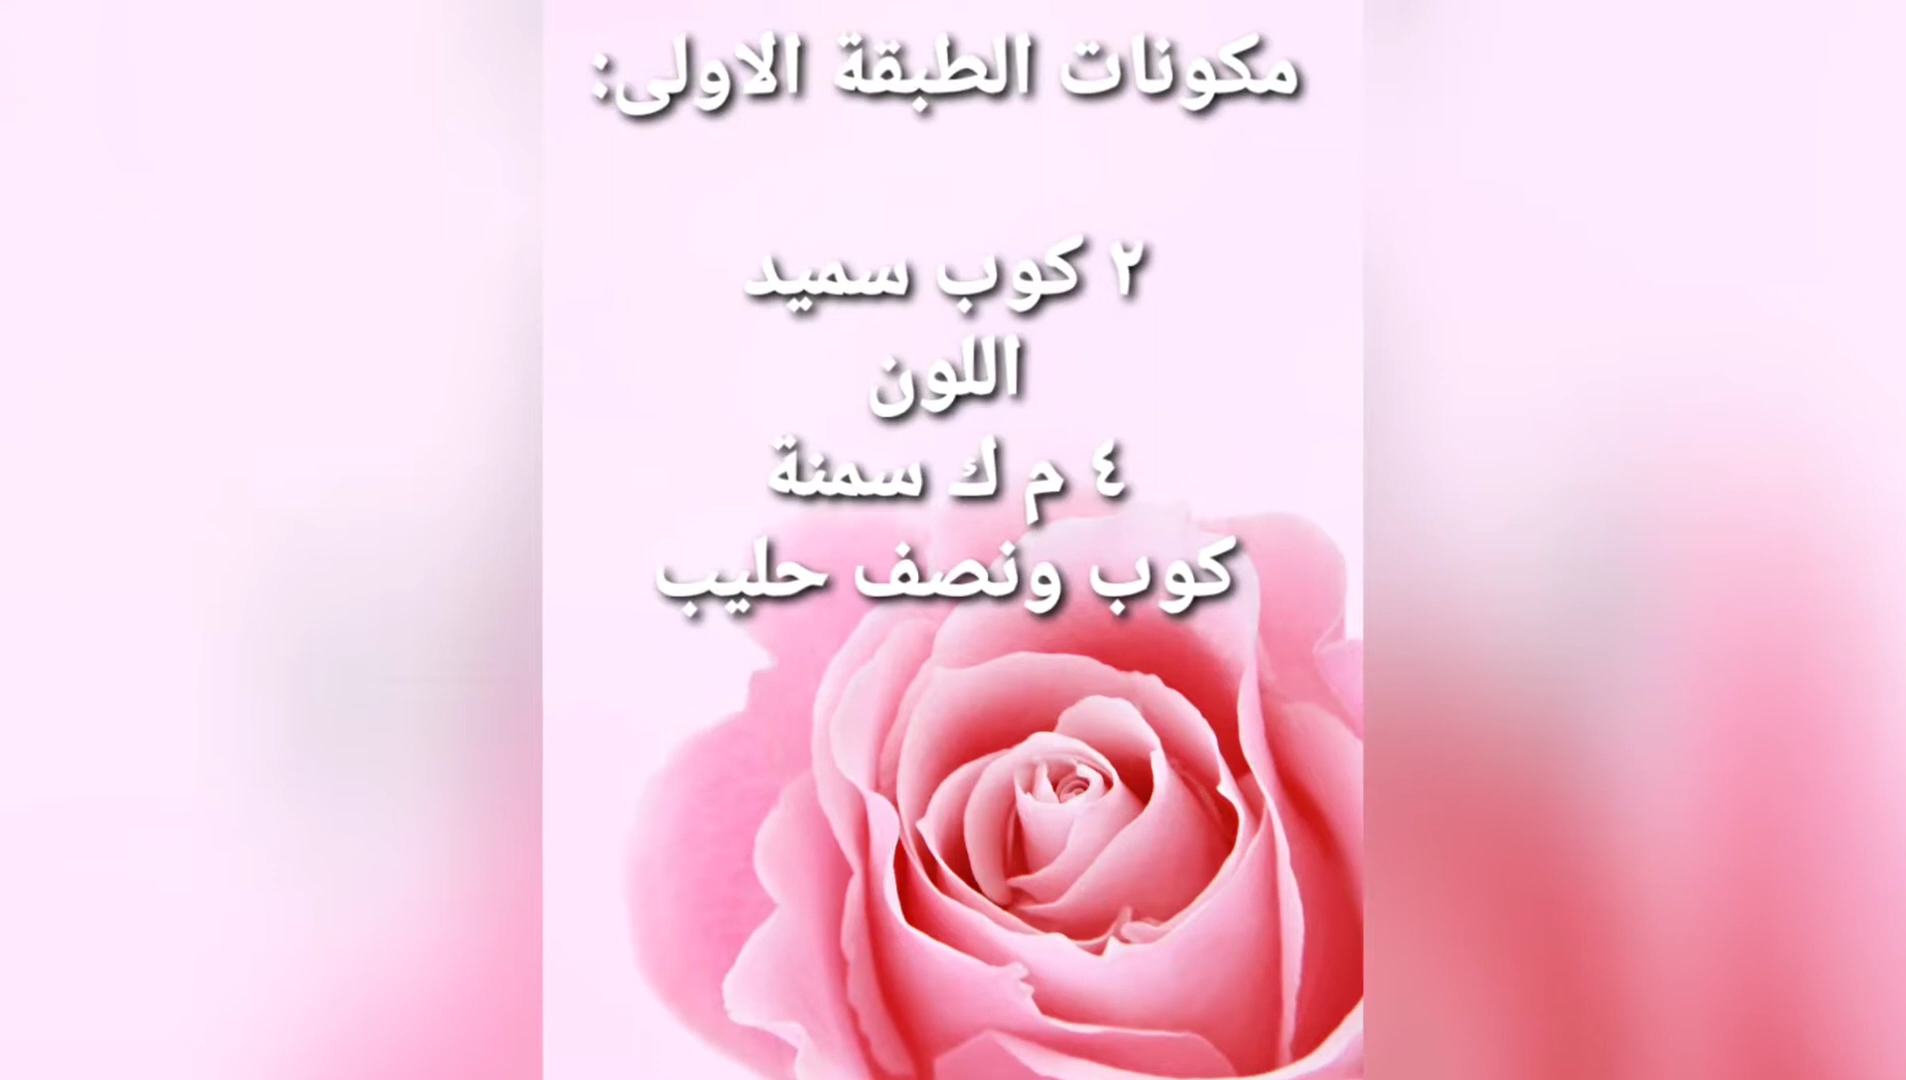 مكونات الطبقة الاولى:
٢ كوب سميد
اللون
٤ م ك سمنة
كوب ونصف حليب